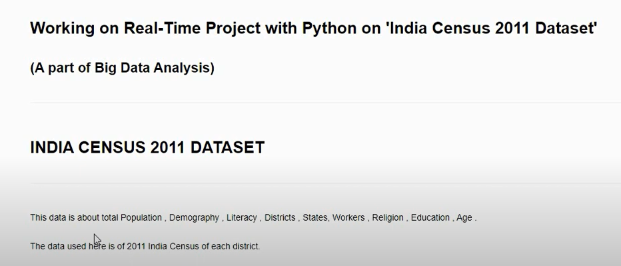 Working on Real-Time Project with Python on 'India Census 2011 Dataset'
(A part of Big Data Analysis)
INDIA CENSUS 2011 DATASET
This data is about total Population , Demography , Literacy , Districts , States, Workers , Religion , Education , Age .
The data used here is of 2011 India Census of each district.